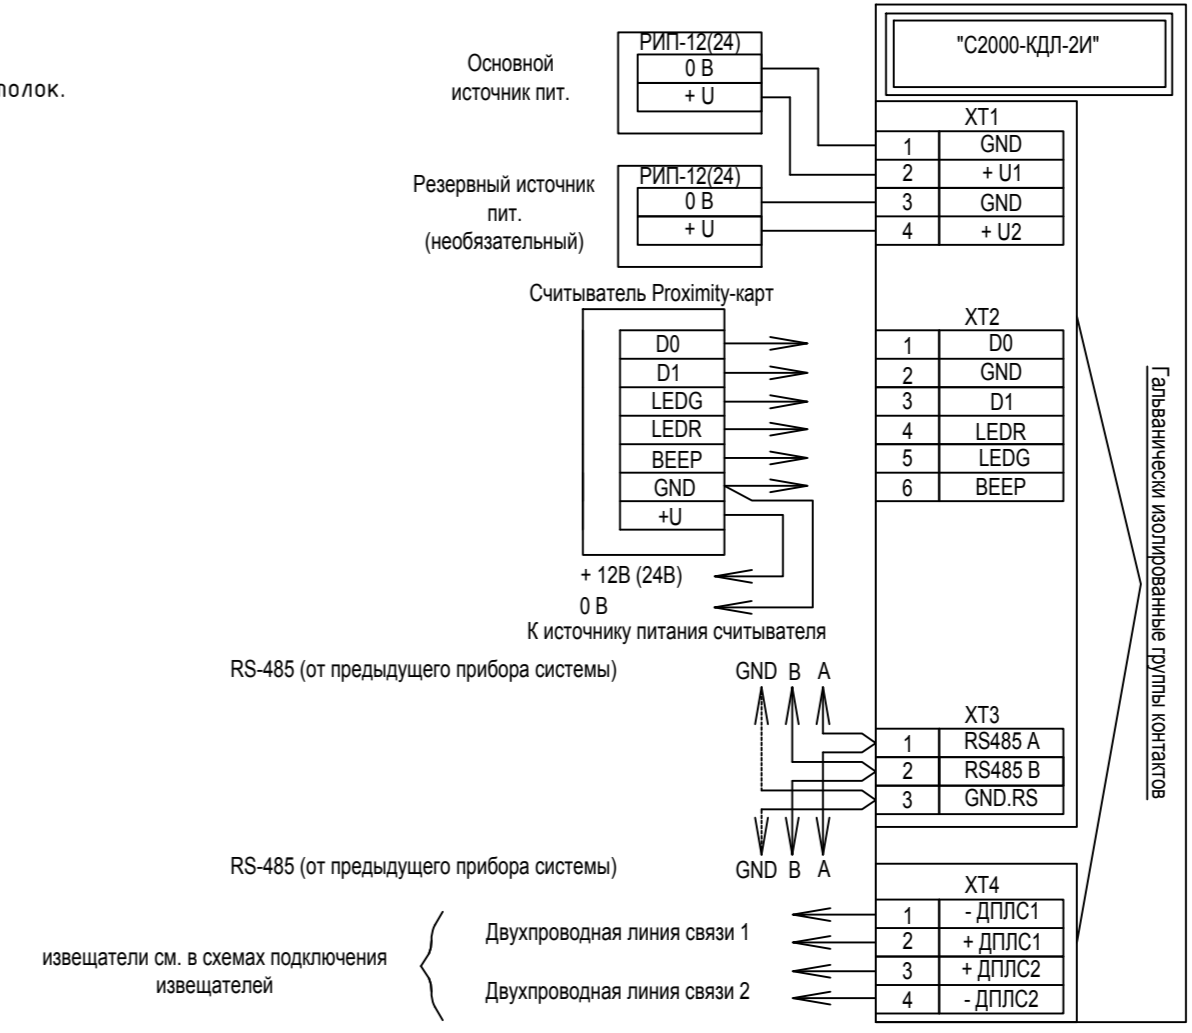 полок.
Основной
источник пит.
РИП-12(24)
0 В
+ U
Резервный источник
пит.
(необязательный)
РИП-12(24)
0 В
+ U
"С2000-КДЛ-2И"
XT1
1 GND
2 + U1
3 GND
4 + U2
Считыватель Proximity-карт
D0
D1
LEDG
LEDR
BEEP
GND
+U
+ 12В (24В)
0 В
К источнику питания считывателя
XT2
1 D0
2 GND
3 D1
4 LEDR
5 LEDG
6 BEEP
Гальванически изолированные группы контактов
RS-485 (от предыдущего прибора системы)
GND B A
XT3
1 RS485 A
2 RS485 B
3 GND.RS
RS-485 (от предыдущего прибора системы)
GND B A
XT4
1 - ДПЛС1
2 + ДПЛС1
3 + ДПЛС2
4 - ДПЛС2
Двухпроводная линия связи 1
Двухпроводная линия связи 2
извещатели см. в схемах подключения
извещателей